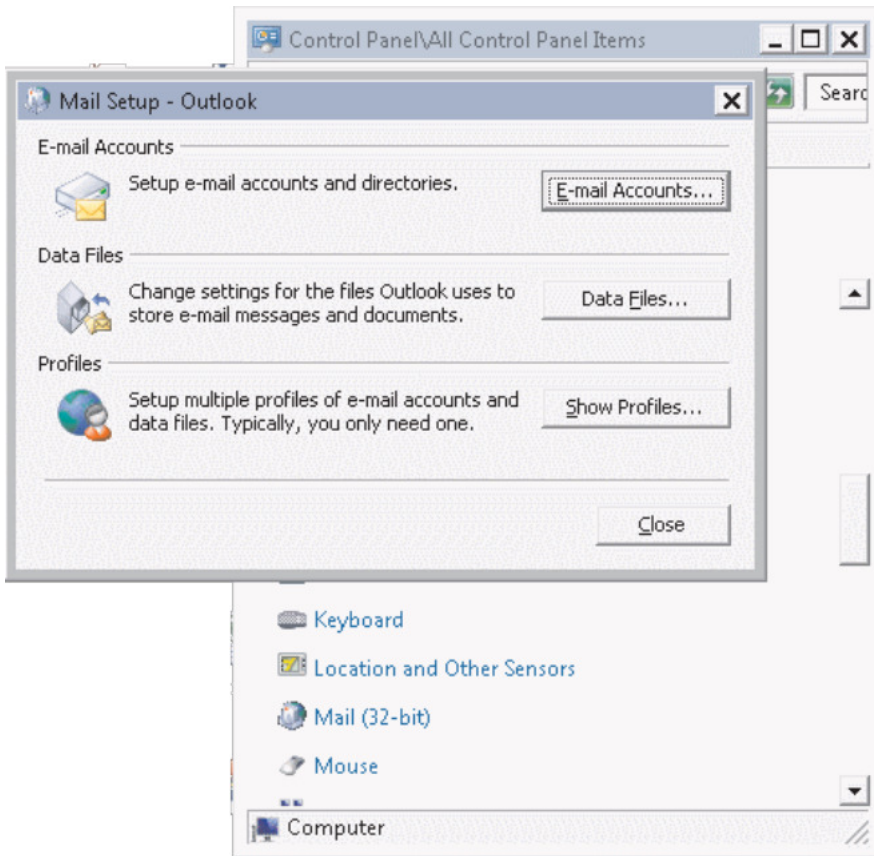 Control Panel\All Control Panel Items
Searc
Mail Setup - Outlook
E-mail Accounts
Setup e-mail accounts and directories.
E-mail Accounts...
Data Files
Change settings for the files Outlook uses to
store e-mail messages and documents.
Data Files...
Profiles
Setup multiple profiles of e-mail accounts and
data files. Typically, you only need one.
Show Profiles...
Close
Keyboard
Location and Other Sensors
Mail (32-bit)
Mouse
Computer